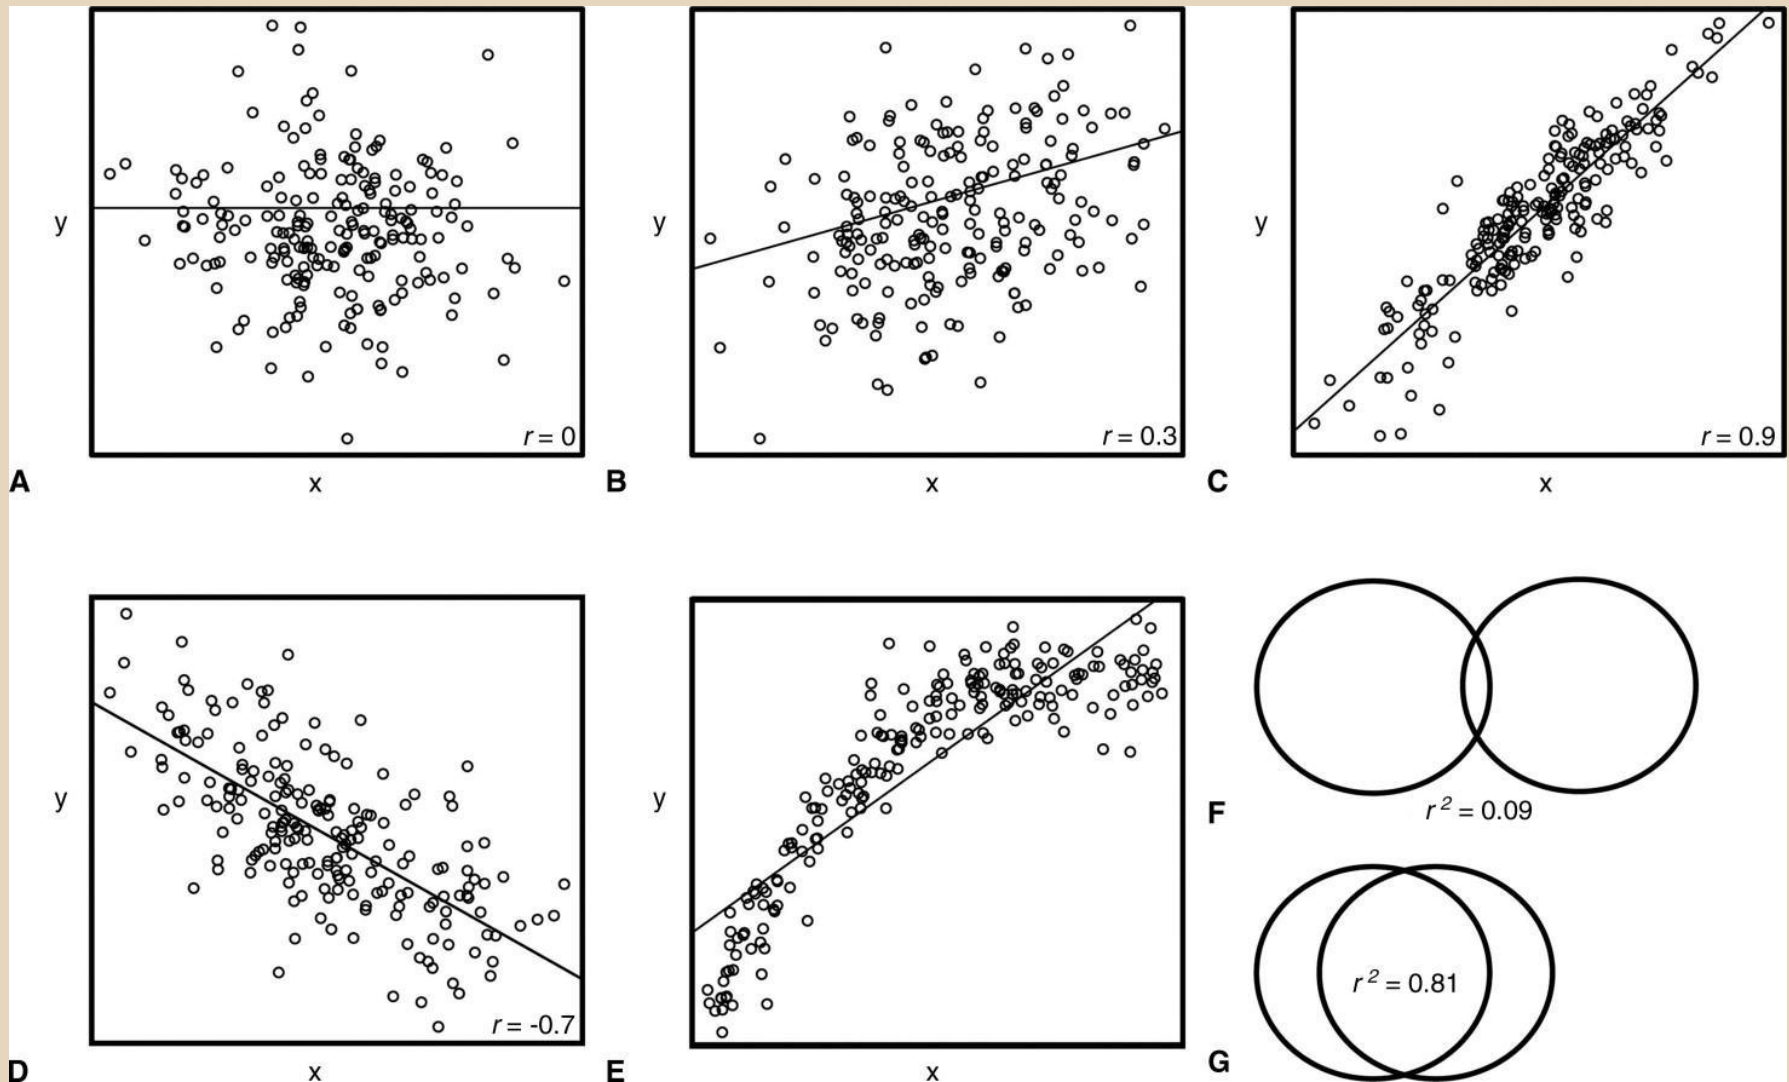 y
r = 0
A
x
y
r = 0.3
B
x
y
r = 0.9
C
x
y
r = -0.7
D
x
y
E
x
F
r² = 0.09
r² = 0.81
G